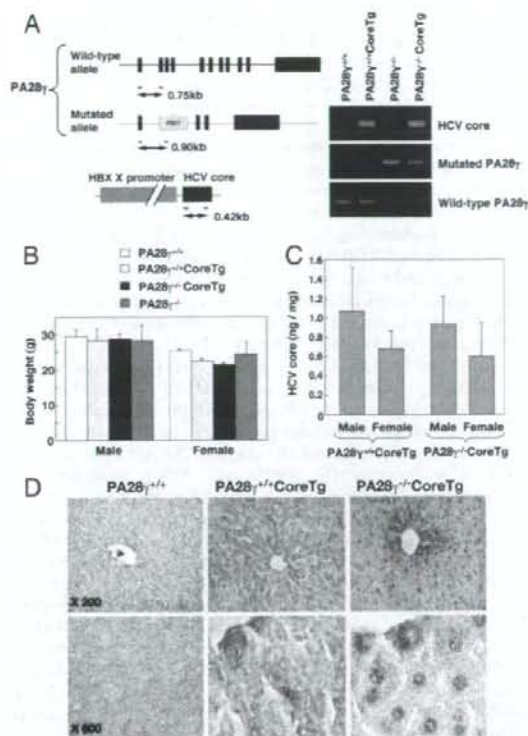 A
PA28γ
Wild-type allele
0.75kb
Mutated allele
0.90kb
HBX X promoter
HCV core
0.42kb
PA28γ+/+
PA28γ+/+CoreTg
PA28γ-/-
PA28γ-/-CoreTg
HCV core
Mutated PA28γ
Wild-type PA28γ
B
PA28γ+/+
PA28γ+/+CoreTg
PA28γ-/-CoreTg
PA28γ-/-
Body weight (g)
30
20
10
0
Male
Female
C
HCV core (ng / mg)
1.6
1.4
1.2
1.0
0.8
0.6
0.4
0.2
0
Male
Female
Male
Female
PA28γ+/+CoreTg
PA28γ-/-CoreTg
D
PA28γ+/+
PA28γ+/+CoreTg
PA28γ-/-CoreTg
X 200
X 600